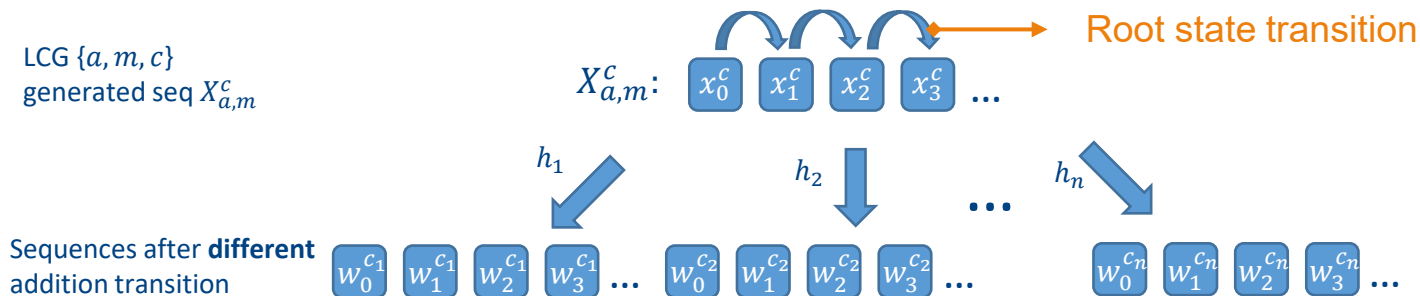 Root state transition
LCG {a, m, c}
generated seq X^c_{a,m}
X^c_{a,m}: x^c_0 x^c_1 x^c_2 x^c_3 ...
h_1 h_2 ... h_n
Sequences after different
addition transition
w^{c_1}_0 w^{c_1}_1 w^{c_1}_2 w^{c_1}_3 ... w^{c_2}_0 w^{c_2}_1 w^{c_2}_2 w^{c_2}_3 ... w^{c_n}_0 w^{c_n}_1 w^{c_n}_2 w^{c_n}_3 ...